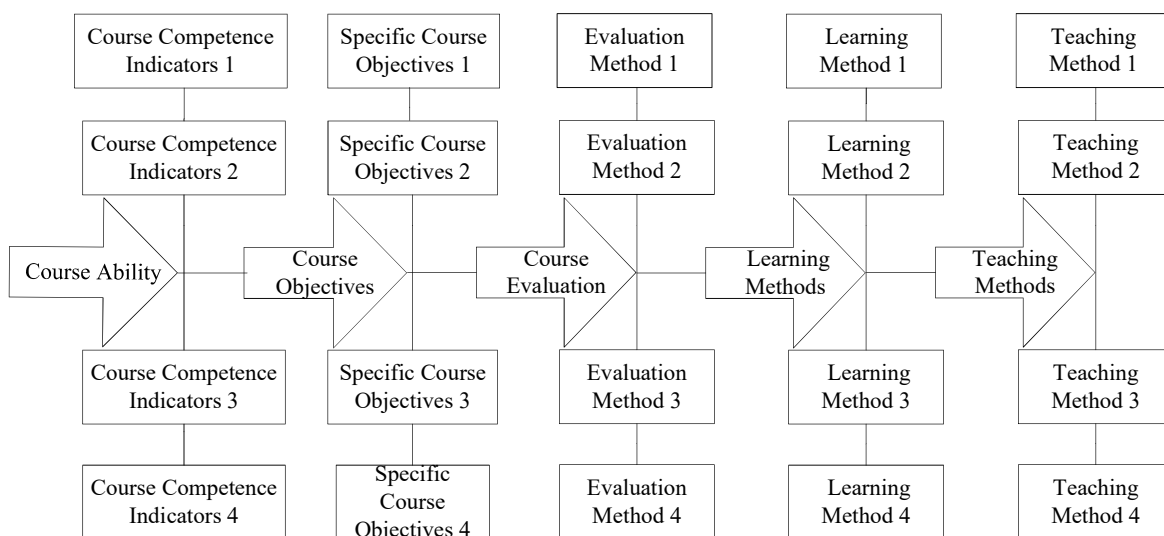 Course Competence
Indicators 1
Specific Course
Objectives 1
Evaluation
Method 1
Learning
Method 1
Teaching
Method 1
Course Competence
Indicators 2
Specific Course
Objectives 2
Evaluation
Method 2
Learning
Method 2
Teaching
Method 2
Course Ability
Course
Objectives
Course
Evaluation
Learning
Methods
Teaching
Methods
Course Competence
Indicators 3
Specific Course
Objectives 3
Evaluation
Method 3
Learning
Method 3
Teaching
Method 3
Course Competence
Indicators 4
Specific
Course
Objectives 4
Evaluation
Method 4
Learning
Method 4
Teaching
Method 4